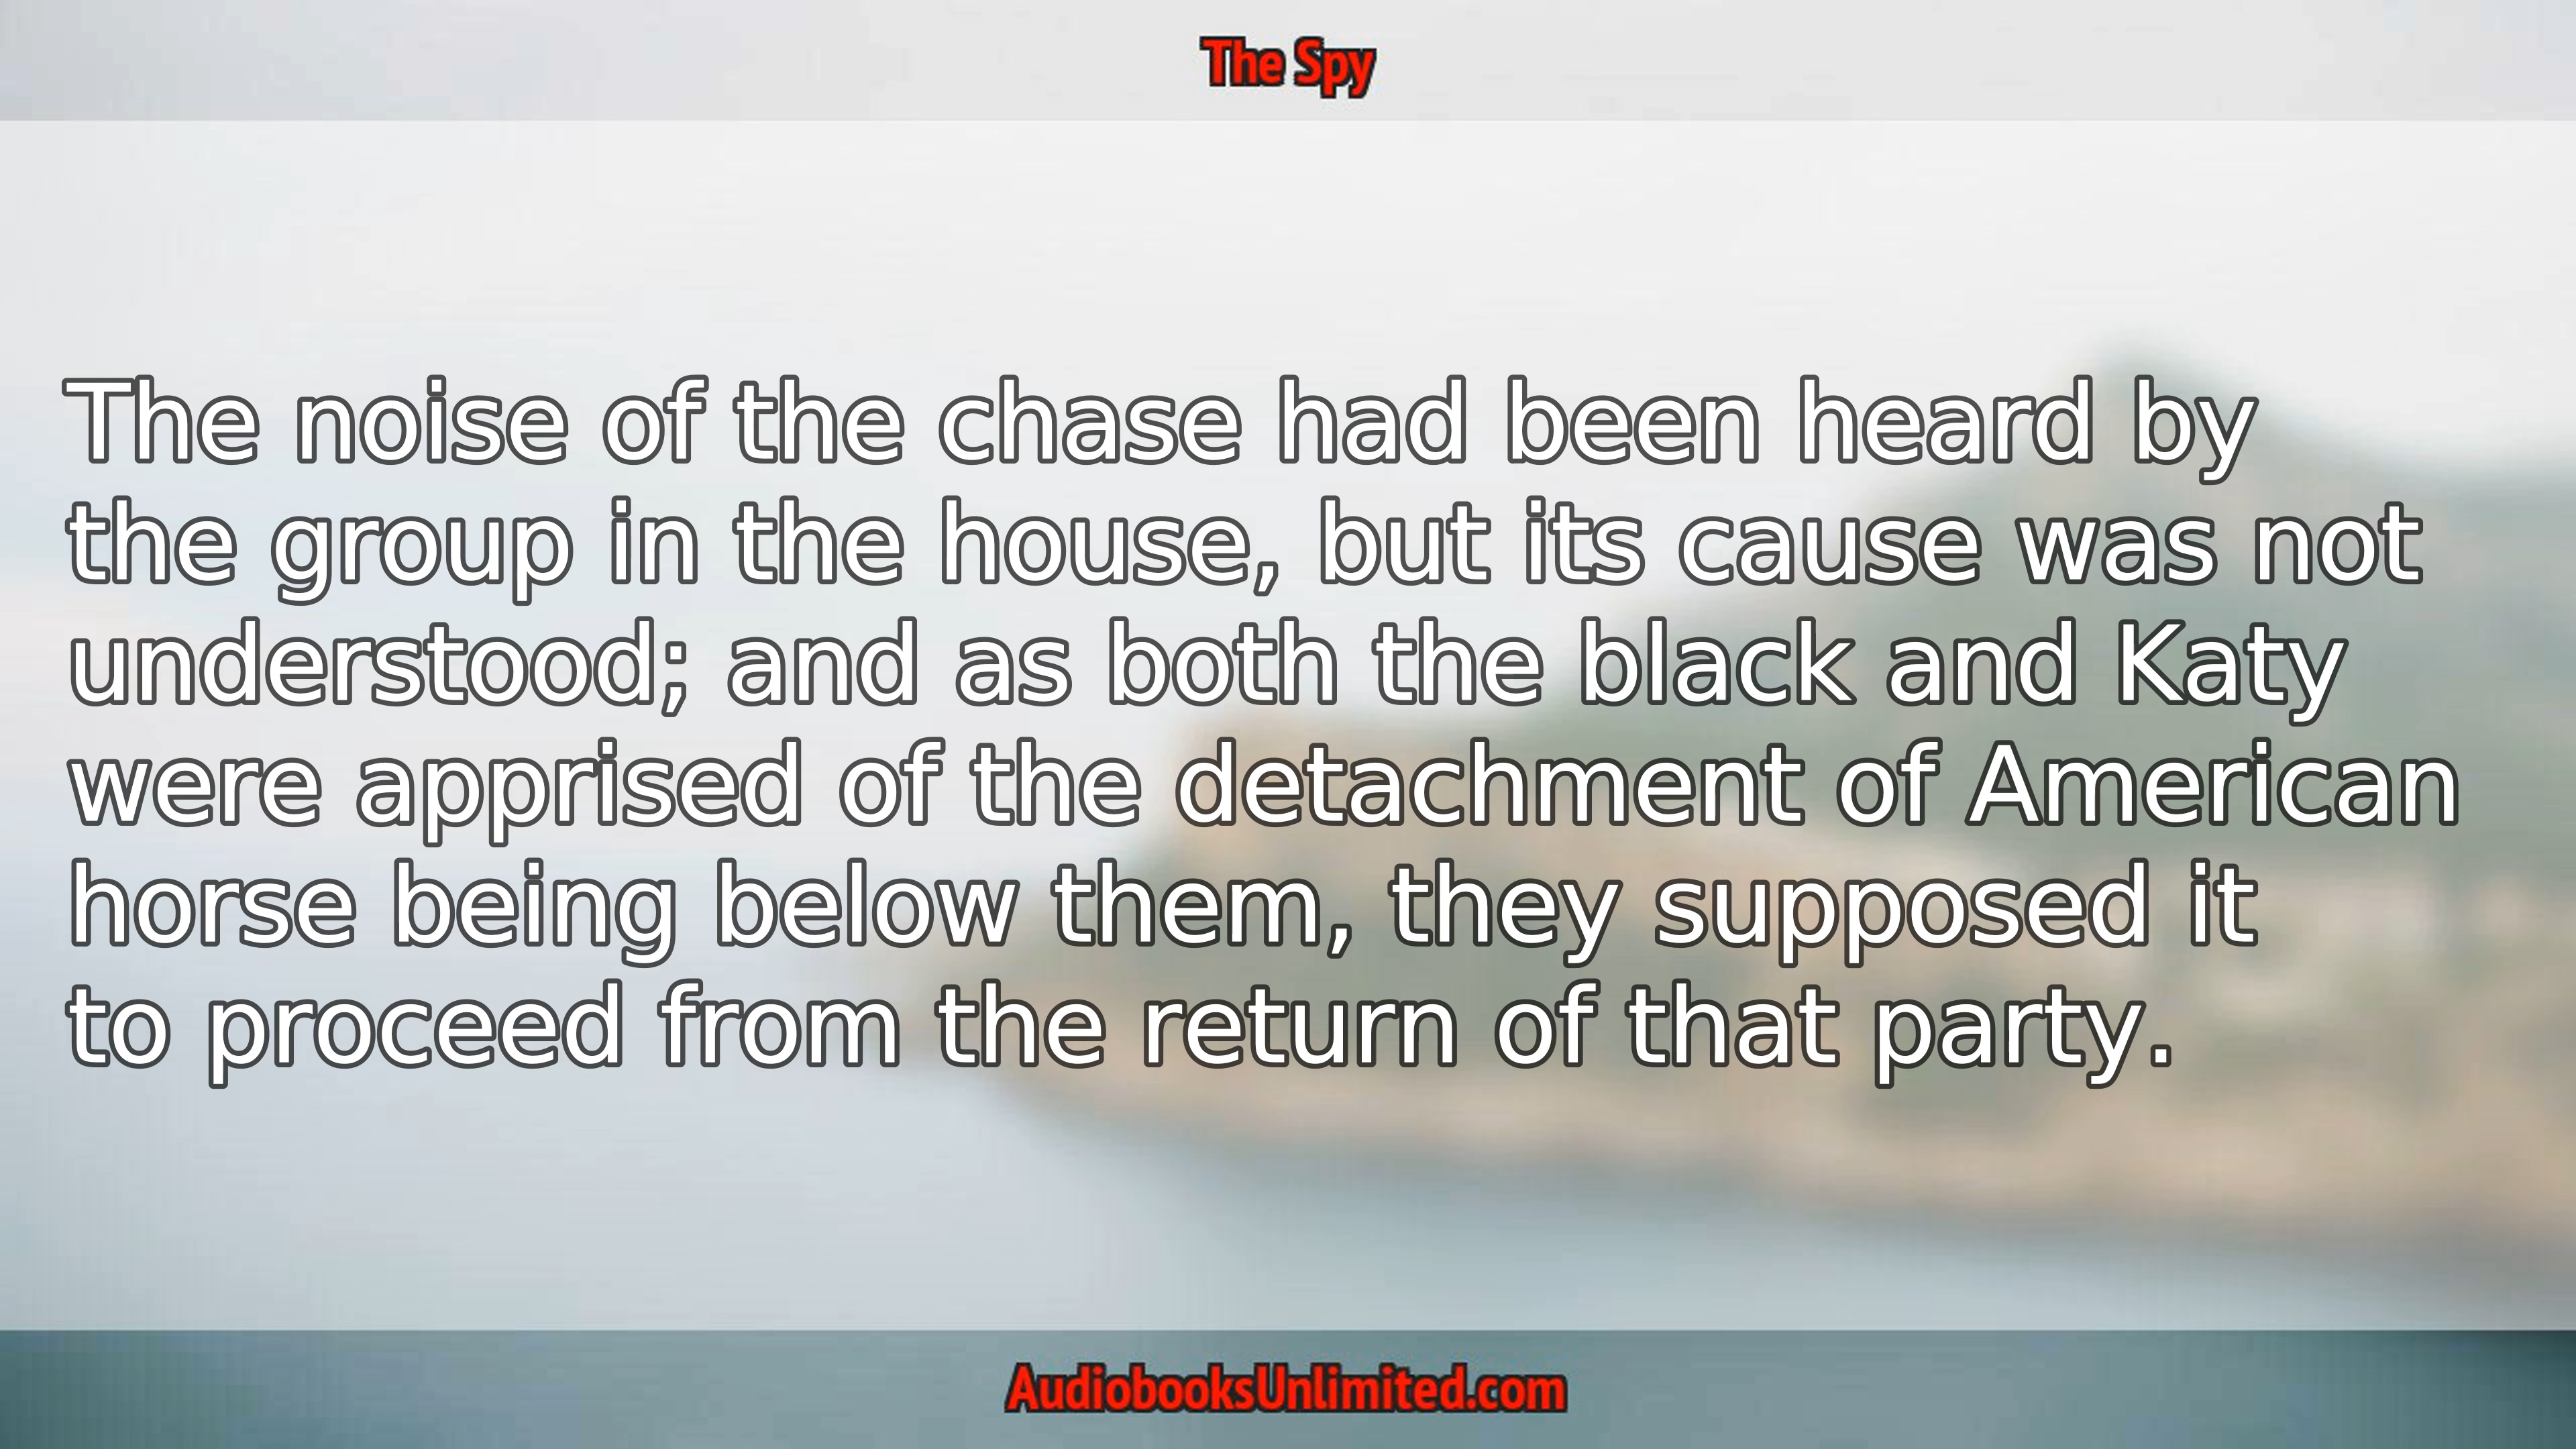 The Spy
The noise of the chase had been heard by
the group in the house, but its cause was not
understood; and as both the black and Katy
were apprised of the detachment of American
horse being below them, they supposed it
to proceed from the return of that party.
AudiobooksUnlimited.com